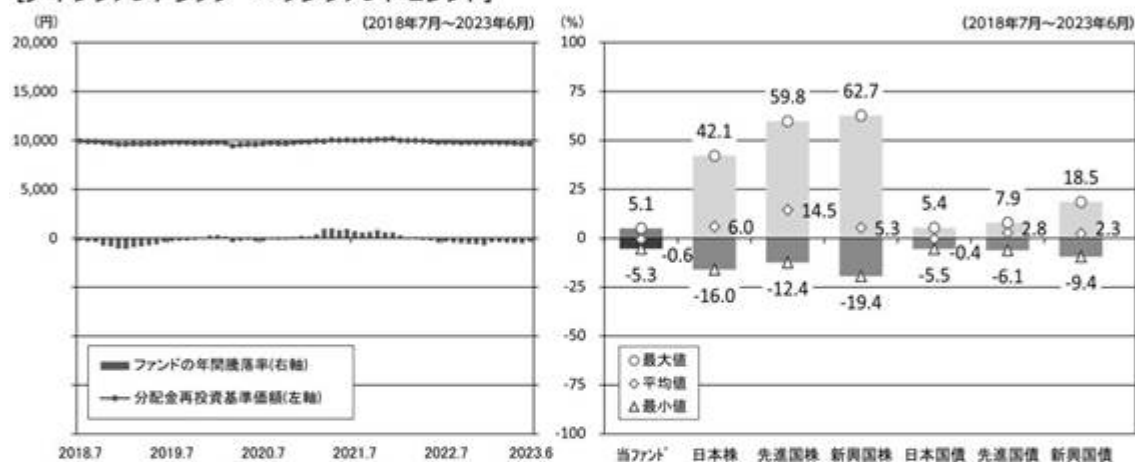 (円)
(2018年7月～2023年6月)
20,000
15,000
10,000
5,000
0
ファンドの年間騰落率(右軸)
分配金再投資基準価額(左軸)
2018.7 2019.7 2020.7 2021.7 2022.7 2023.6
(%)
(2018年7月～2023年6月)
100
75
50
25
0
-25
-50
-75
-100
5.1 42.1 59.8 62.7 5.4 7.9 18.5
-0.6 6.0 14.5 5.3 -0.4 2.8 2.3
-5.3 -16.0 -12.4 -19.4 -5.5 -6.1 -9.4
○最大値
◇平均値
△最小値
当ファンド 日本株 先進国株 新興国株 日本国債 先進国債 新興国債